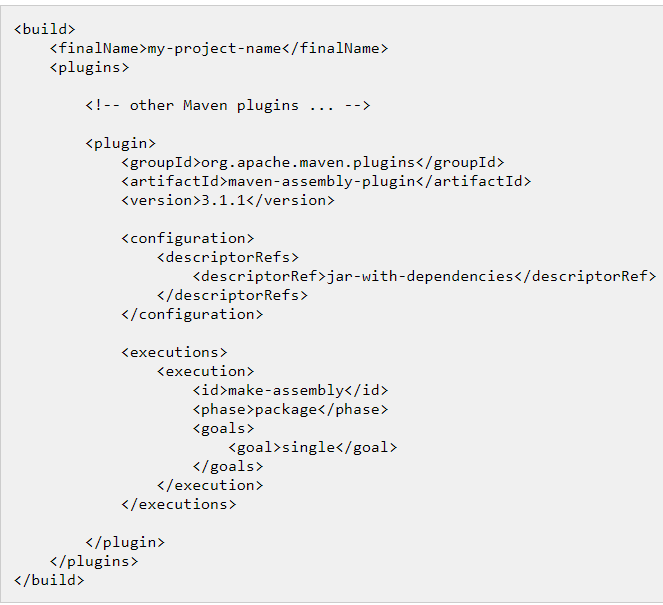 <build>
    <finalName>my-project-name</finalName>
    <plugins>

        <!-- other Maven plugins ... -->

        <plugin>
            <groupId>org.apache.maven.plugins</groupId>
            <artifactId>maven-assembly-plugin</artifactId>
            <version>3.1.1</version>

            <configuration>
                <descriptorRefs>
                    <descriptorRef>jar-with-dependencies</descriptorRef>
                </descriptorRefs>
            </configuration>

            <executions>
                <execution>
                    <id>make-assembly</id>
                    <phase>package</phase>
                    <goals>
                        <goal>single</goal>
                    </goals>
                </execution>
            </executions>

        </plugin>
    </plugins>
</build>